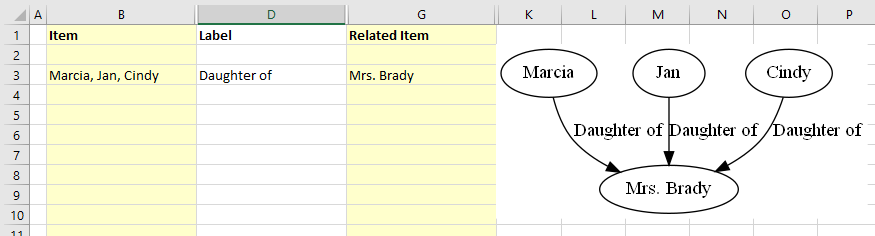 A B D G K L M N O P
1 Item Label Related Item
2
3 Marcia, Jan, Cindy Daughter of Mrs. Brady
4
5
6
7
8
9
10
11
Marcia Jan Cindy
Daughter of Daughter of Daughter of
Mrs. Brady